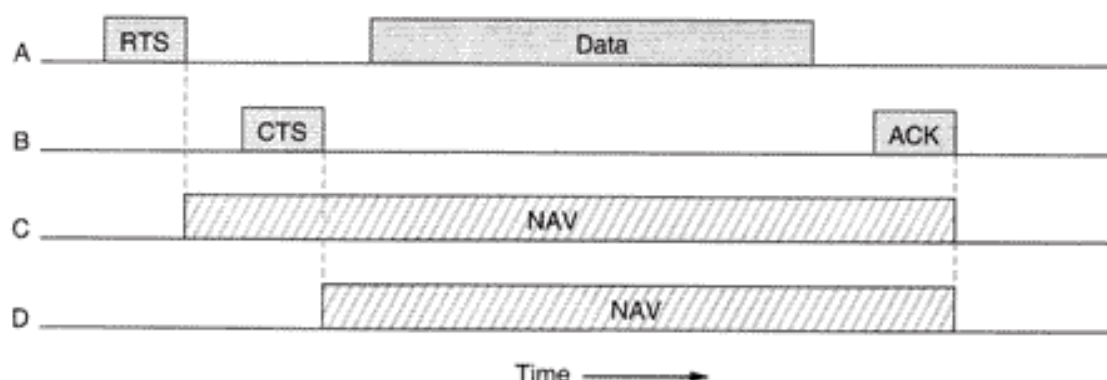 A RTS Data
B CTS ACK
C NAV
D NAV
Time